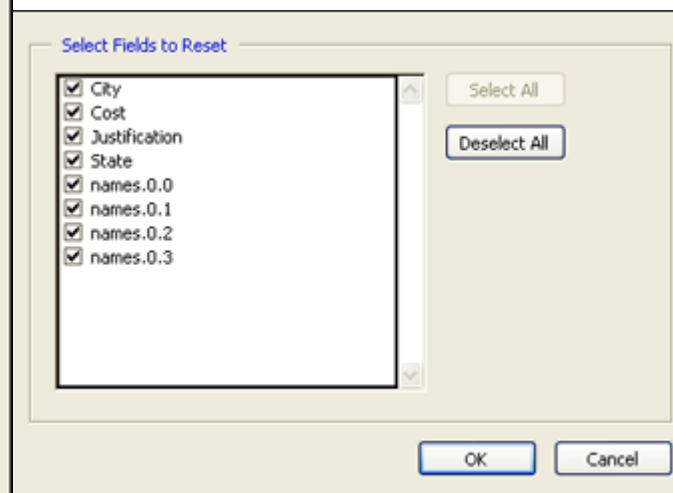 Select Fields to Reset
City
Cost
Justification
State
names.0.0
names.0.1
names.0.2
names.0.3
Select All
Deselect All
OK
Cancel